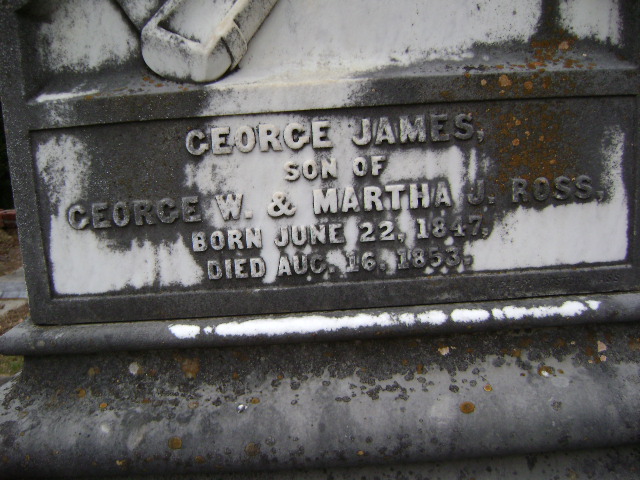 GEORGE JAMES,
SON OF
GEORGE W. & MARTHA J. ROSS.
BORN JUNE 22, 1847,
DIED AUG. 16. 1853.